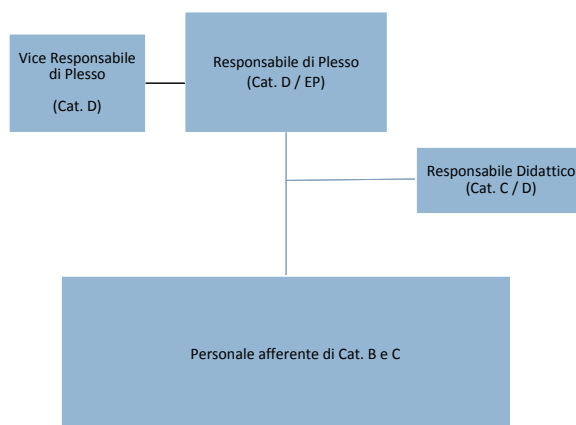 Vice Responsabile
di Plesso
(Cat. D)
Responsabile di Plesso
(Cat. D / EP)
Responsabile Didattico
(Cat. C / D)
Personale afferente di Cat. B e C